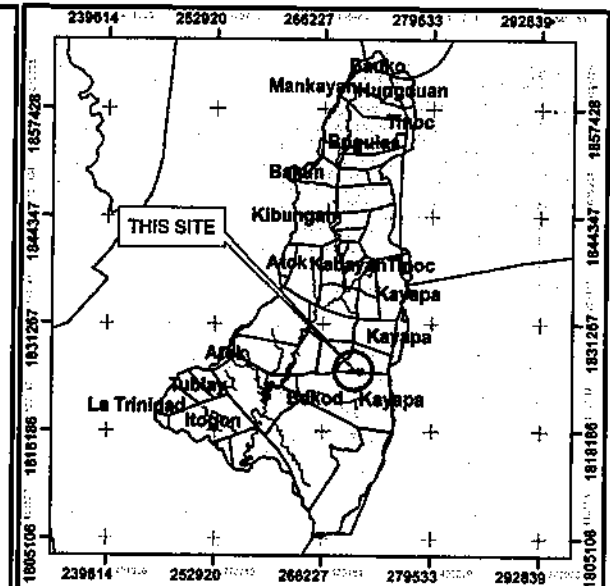 239614 252920 266227 279533 292839
Bauko
Mankayan Hungduan
1857428 Tinoc 1857428
Buguias
Bakun
1844347 Kibungan 1844347
THIS SITE
Atok Kabayan Tinoc
Kayapa
1831267 Kayapa 1831267
Atok
Tublay
La Trinidad Bokod Kayapa
Itogon
1818186 1818186
1805106 1805106
239614 252920 266227 279533 292839